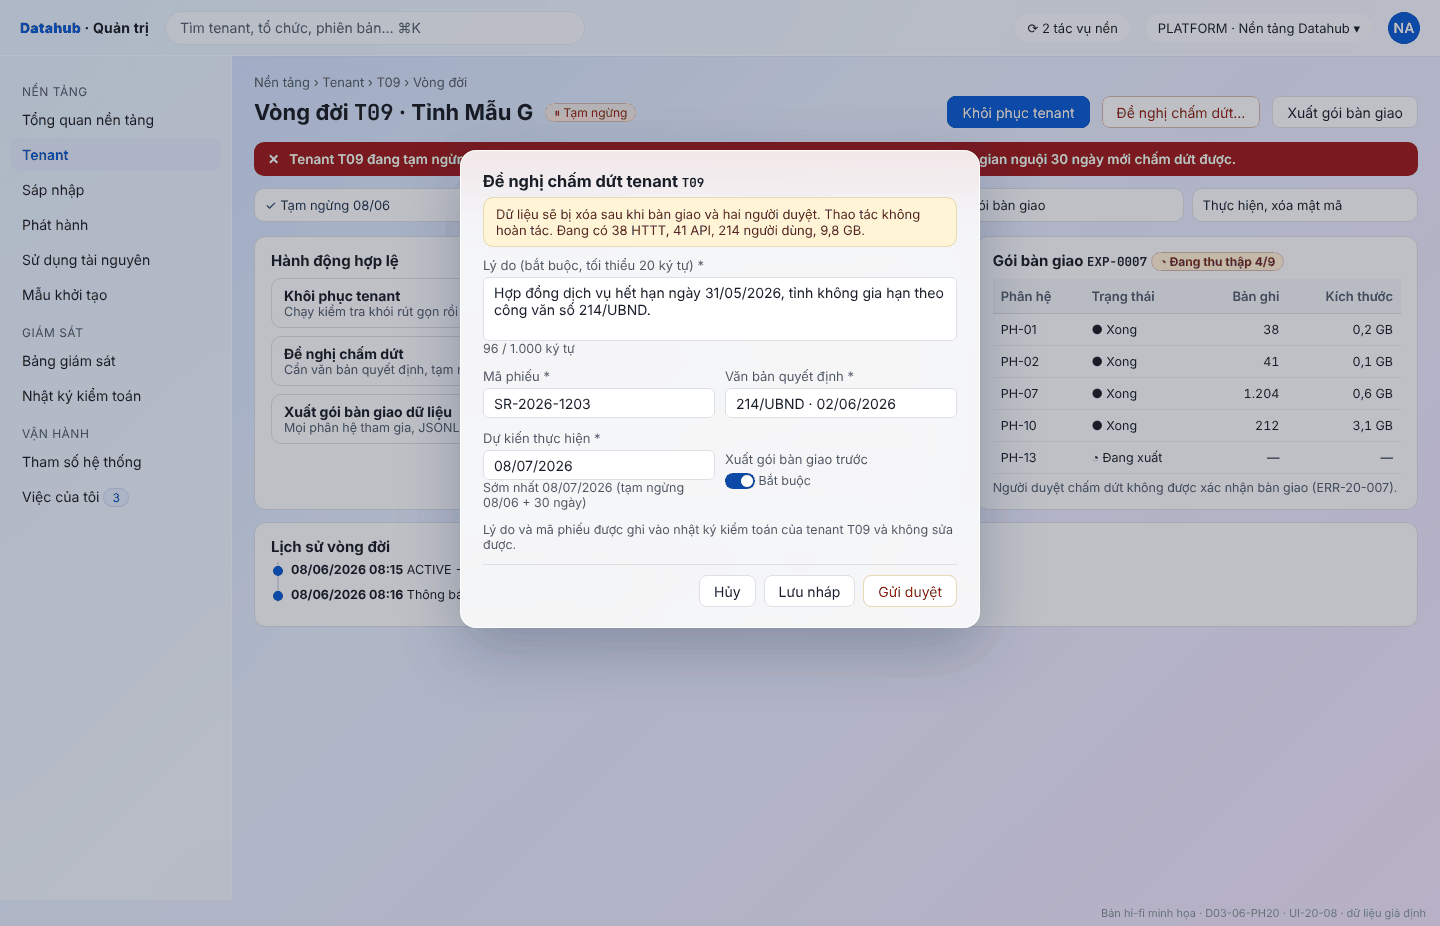 Datahub · Quản trị
Tìm tenant, tổ chức, phiên bản... ⌘K
⟳ 2 tác vụ nền
PLATFORM · Nền tảng Datahub ▾
NA
NỀN TẢNG
Tổng quan nền tảng
Tenant
Sáp nhập
Phát hành
Sử dụng tài nguyên
Mẫu khởi tạo
GIÁM SÁT
Bảng giám sát
Nhật ký kiểm toán
VẬN HÀNH
Tham số hệ thống
Việc của tôi 3
Nền tảng › Tenant › T09 › Vòng đời
Vòng đời T09 · Tỉnh Mẫu G
Tạm ngừng
Khôi phục tenant
Đề nghị chấm dứt...
Xuất gói bàn giao
✕ Tenant T09 đang tạm
gian nguội 30 ngày mới chấm dứt được.
✓ Tạm ngừng 08/06
bàn giao
Thực hiện, xóa mật mã
Hành động hợp lệ
Khôi phục tenant
Chạy kiểm tra khói rút gọn rồi
Đề nghị chấm dứt
Cần văn bản quyết định, tạm
Xuất gói bàn giao dữ liệu
Mọi phân hệ tham gia, JSONL
Đề nghị chấm dứt tenant T09
Dữ liệu sẽ bị xóa sau khi bàn giao và hai người duyệt. Thao tác không
hoàn tác. Đang có 38 HTTT, 41 API, 214 người dùng, 9,8 GB.
Lý do (bắt buộc, tối thiểu 20 ký tự) *
Hợp đồng dịch vụ hết hạn ngày 31/05/2026, tỉnh không gia hạn theo
công văn số 214/UBND.
96 / 1.000 ký tự
Mã phiếu *
Văn bản quyết định *
SR-2026-1203
214/UBND · 02/06/2026
Dự kiến thực hiện *
08/07/2026
Sớm nhất 08/07/2026 (tạm ngừng
08/06 + 30 ngày)
Xuất gói bàn giao trước
Bắt buộc
Lý do và mã phiếu được ghi vào nhật ký kiểm toán của tenant T09 và không sửa
được.
Hủy
Lưu nháp
Gửi duyệt
Gói bàn giao EXP-0007
Đang thu thập 4/9
Phân hệ Trạng thái Bản ghi Kích thước
PH-01 ● Xong 38 0,2 GB
PH-02 ● Xong 41 0,1 GB
PH-07 ● Xong 1.204 0,6 GB
PH-10 ● Xong 212 3,1 GB
PH-13 Đang xuất — —
Người duyệt chấm dứt không được xác nhận bàn giao (ERR-20-007).
Lịch sử vòng đời
08/06/2026 08:15 ACTIVE
08/06/2026 08:16 Thông
Bản hi-fi minh họa · D03-06-PH20 · UI-20-08 · dữ liệu giả định